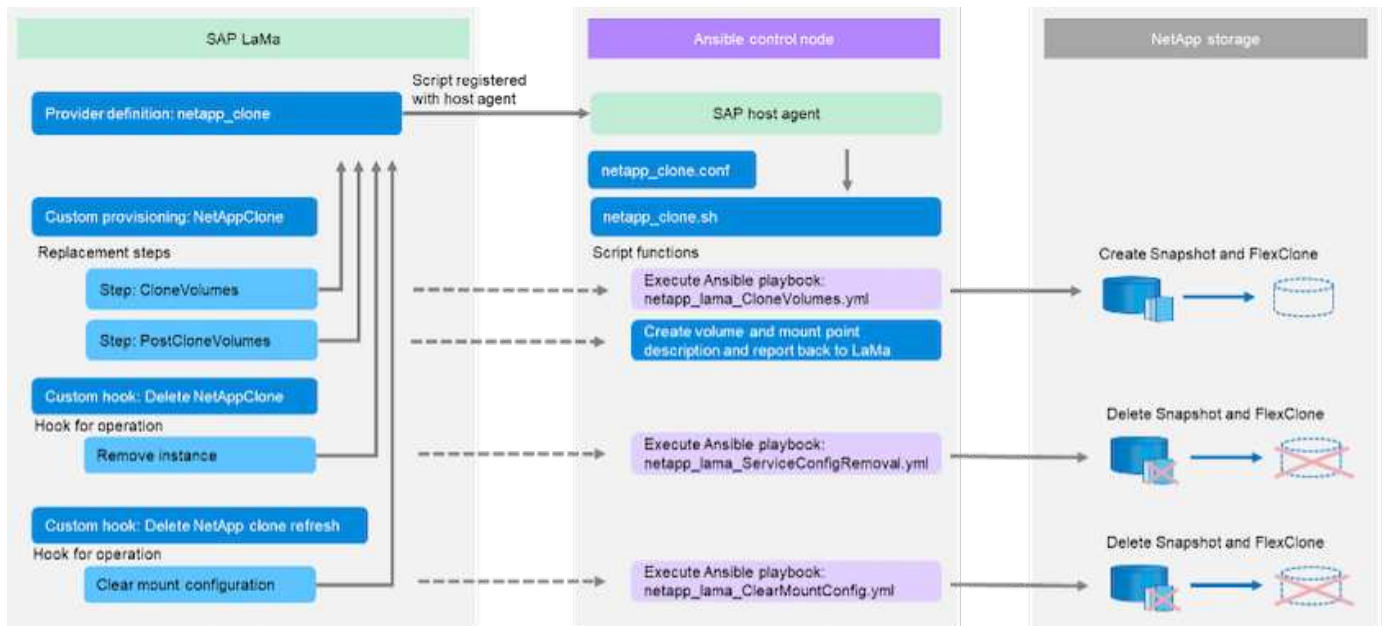 SAP LaMa
Ansible control node
NetApp storage
Script registered
with host agent
Provider definition: netapp_clone
SAP host agent
netapp_clone.conf
Custom provisioning: NetAppClone
netapp_clone.sh
Replacement steps
Script functions
Create Snapshot and FlexClone
Step: CloneVolumes
Execute Ansible playbook:
netapp_lama_CloneVolumes.yml
Step: PostCloneVolumes
Create volume and mount point
description and report back to LaMa
Custom hook: Delete NetAppClone
Hook for operation
Delete Snapshot and FlexClone
Remove instance
Execute Ansible playbook:
netapp_lama_ServiceConfigRemoval.yml
Custom hook: Delete NetApp clone refresh
Hook for operation
Delete Snapshot and FlexClone
Clear mount configuration
Execute Ansible playbook:
netapp_lama_ClearMountConfig.yml